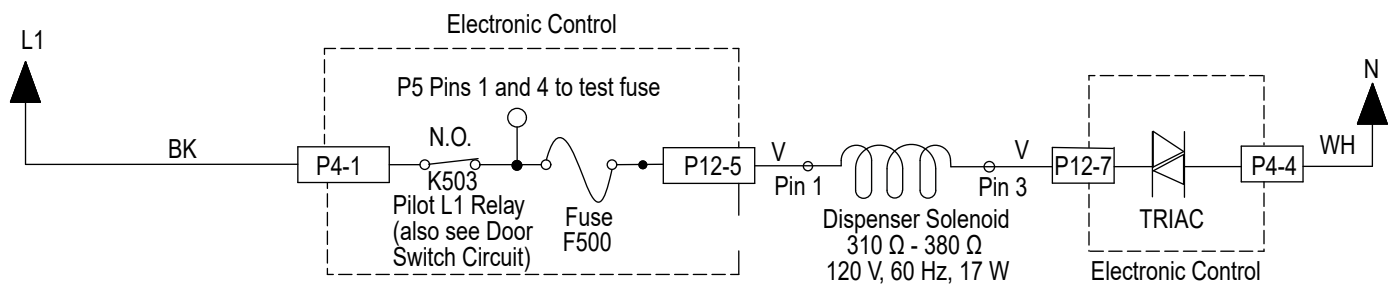 Electronic Control
L1
P5 Pins 1 and 4 to test fuse
N
N.O.
BK
P4-1
K503
Pilot L1 Relay
(also see Door
Switch Circuit)
Fuse
F500
P12-5
V
Pin 1
Dispenser Solenoid
310 Ω - 380 Ω
120 V, 60 Hz, 17 W
V
Pin 3
P12-7
TRIAC
P4-4
WH
Electronic Control